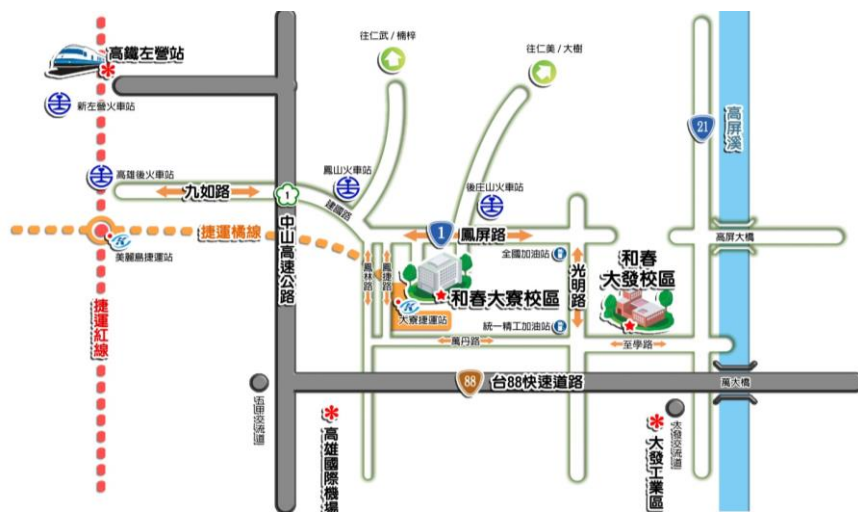 往仁武 / 楠梓
往仁美 / 大樹
高鐵左營站
新左營火車站
21
高屏溪
高雄後火車站
鳳山火車站
後庄山火車站
九如路
1
建國路
捷運橘線
1
鳳屏路
高屏大橋
美麗島捷運站
中山高速公路
全國加油站
光明路
和春
大發校區
鳳林路
鳳捷路
和春大寮校區
大寮捷運站
統一精工加油站
捷運紅線
萬丹路
至學路
88
台88快速道路
萬大橋
五甲交流道
高雄國際機場
大發工業區
大發交流道